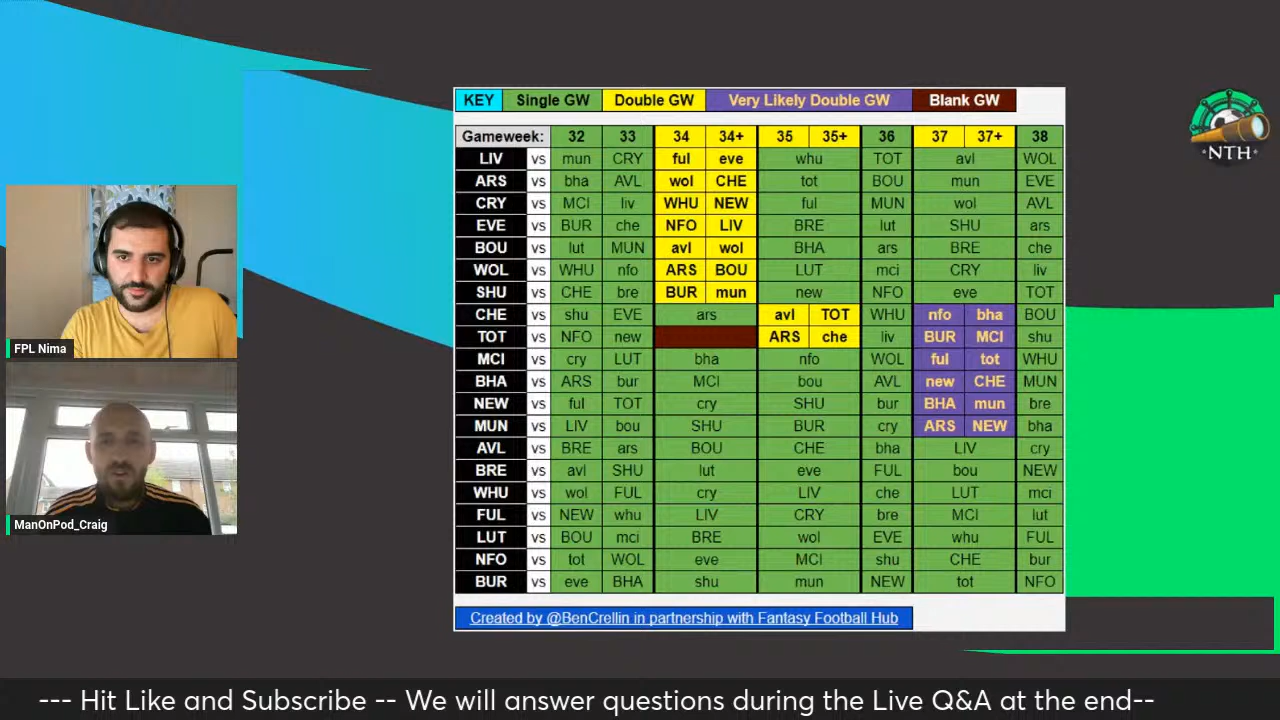 KEY Single GW Double GW Very Likely Double GW Blank GW
Gameweek: 32 33 34 34+ 35 35+ 36 37 37+ 38
LIV vs mun CRY ful eve whu TOT avl WOL
ARS vs bha AVL wol CHE tot BOU mun EVE
CRY vs MCI liv WHU NEW ful MUN wol AVL
EVE vs BUR che NFO LIV BRE lut SHU ars
BOU vs lut MUN avl wol BHA ars BRE che
WOL vs WHU nfo ARS BOU LUT mci CRY liv
SHU vs CHE bre BUR mun new NFO eve TOT
CHE vs shu EVE ars avl TOT WHU nfo bha BOU
TOT vs NFO new ARS che liv BUR MCI shu
MCI vs cry LUT bha nfo WOL ful tot WHU
BHA vs ARS bur MCI bou AVL new CHE MUN
NEW vs ful TOT cry SHU bur BHA mun bre
MUN vs LIV bou SHU BUR cry ARS NEW bha
AVL vs BRE ars BOU CHE bha LIV cry
BRE vs avl SHU lut eve FUL bou NEW
WHU vs wol FUL cry LIV che LUT mci
FUL vs NEW whu LIV CRY bre MCI lut
LUT vs BOU mci BRE wol EVE whu FUL
NFO vs tot WOL eve MCI shu CHE bur
BUR vs eve BHA shu mun NEW tot NFO
Created by @BenCrellin in partnership with Fantasy Football Hub
NTH
FPL Nima
ManOnPod_Craig
--- Hit Like and Subscribe -- We will answer questions during the Live Q&A at the end--